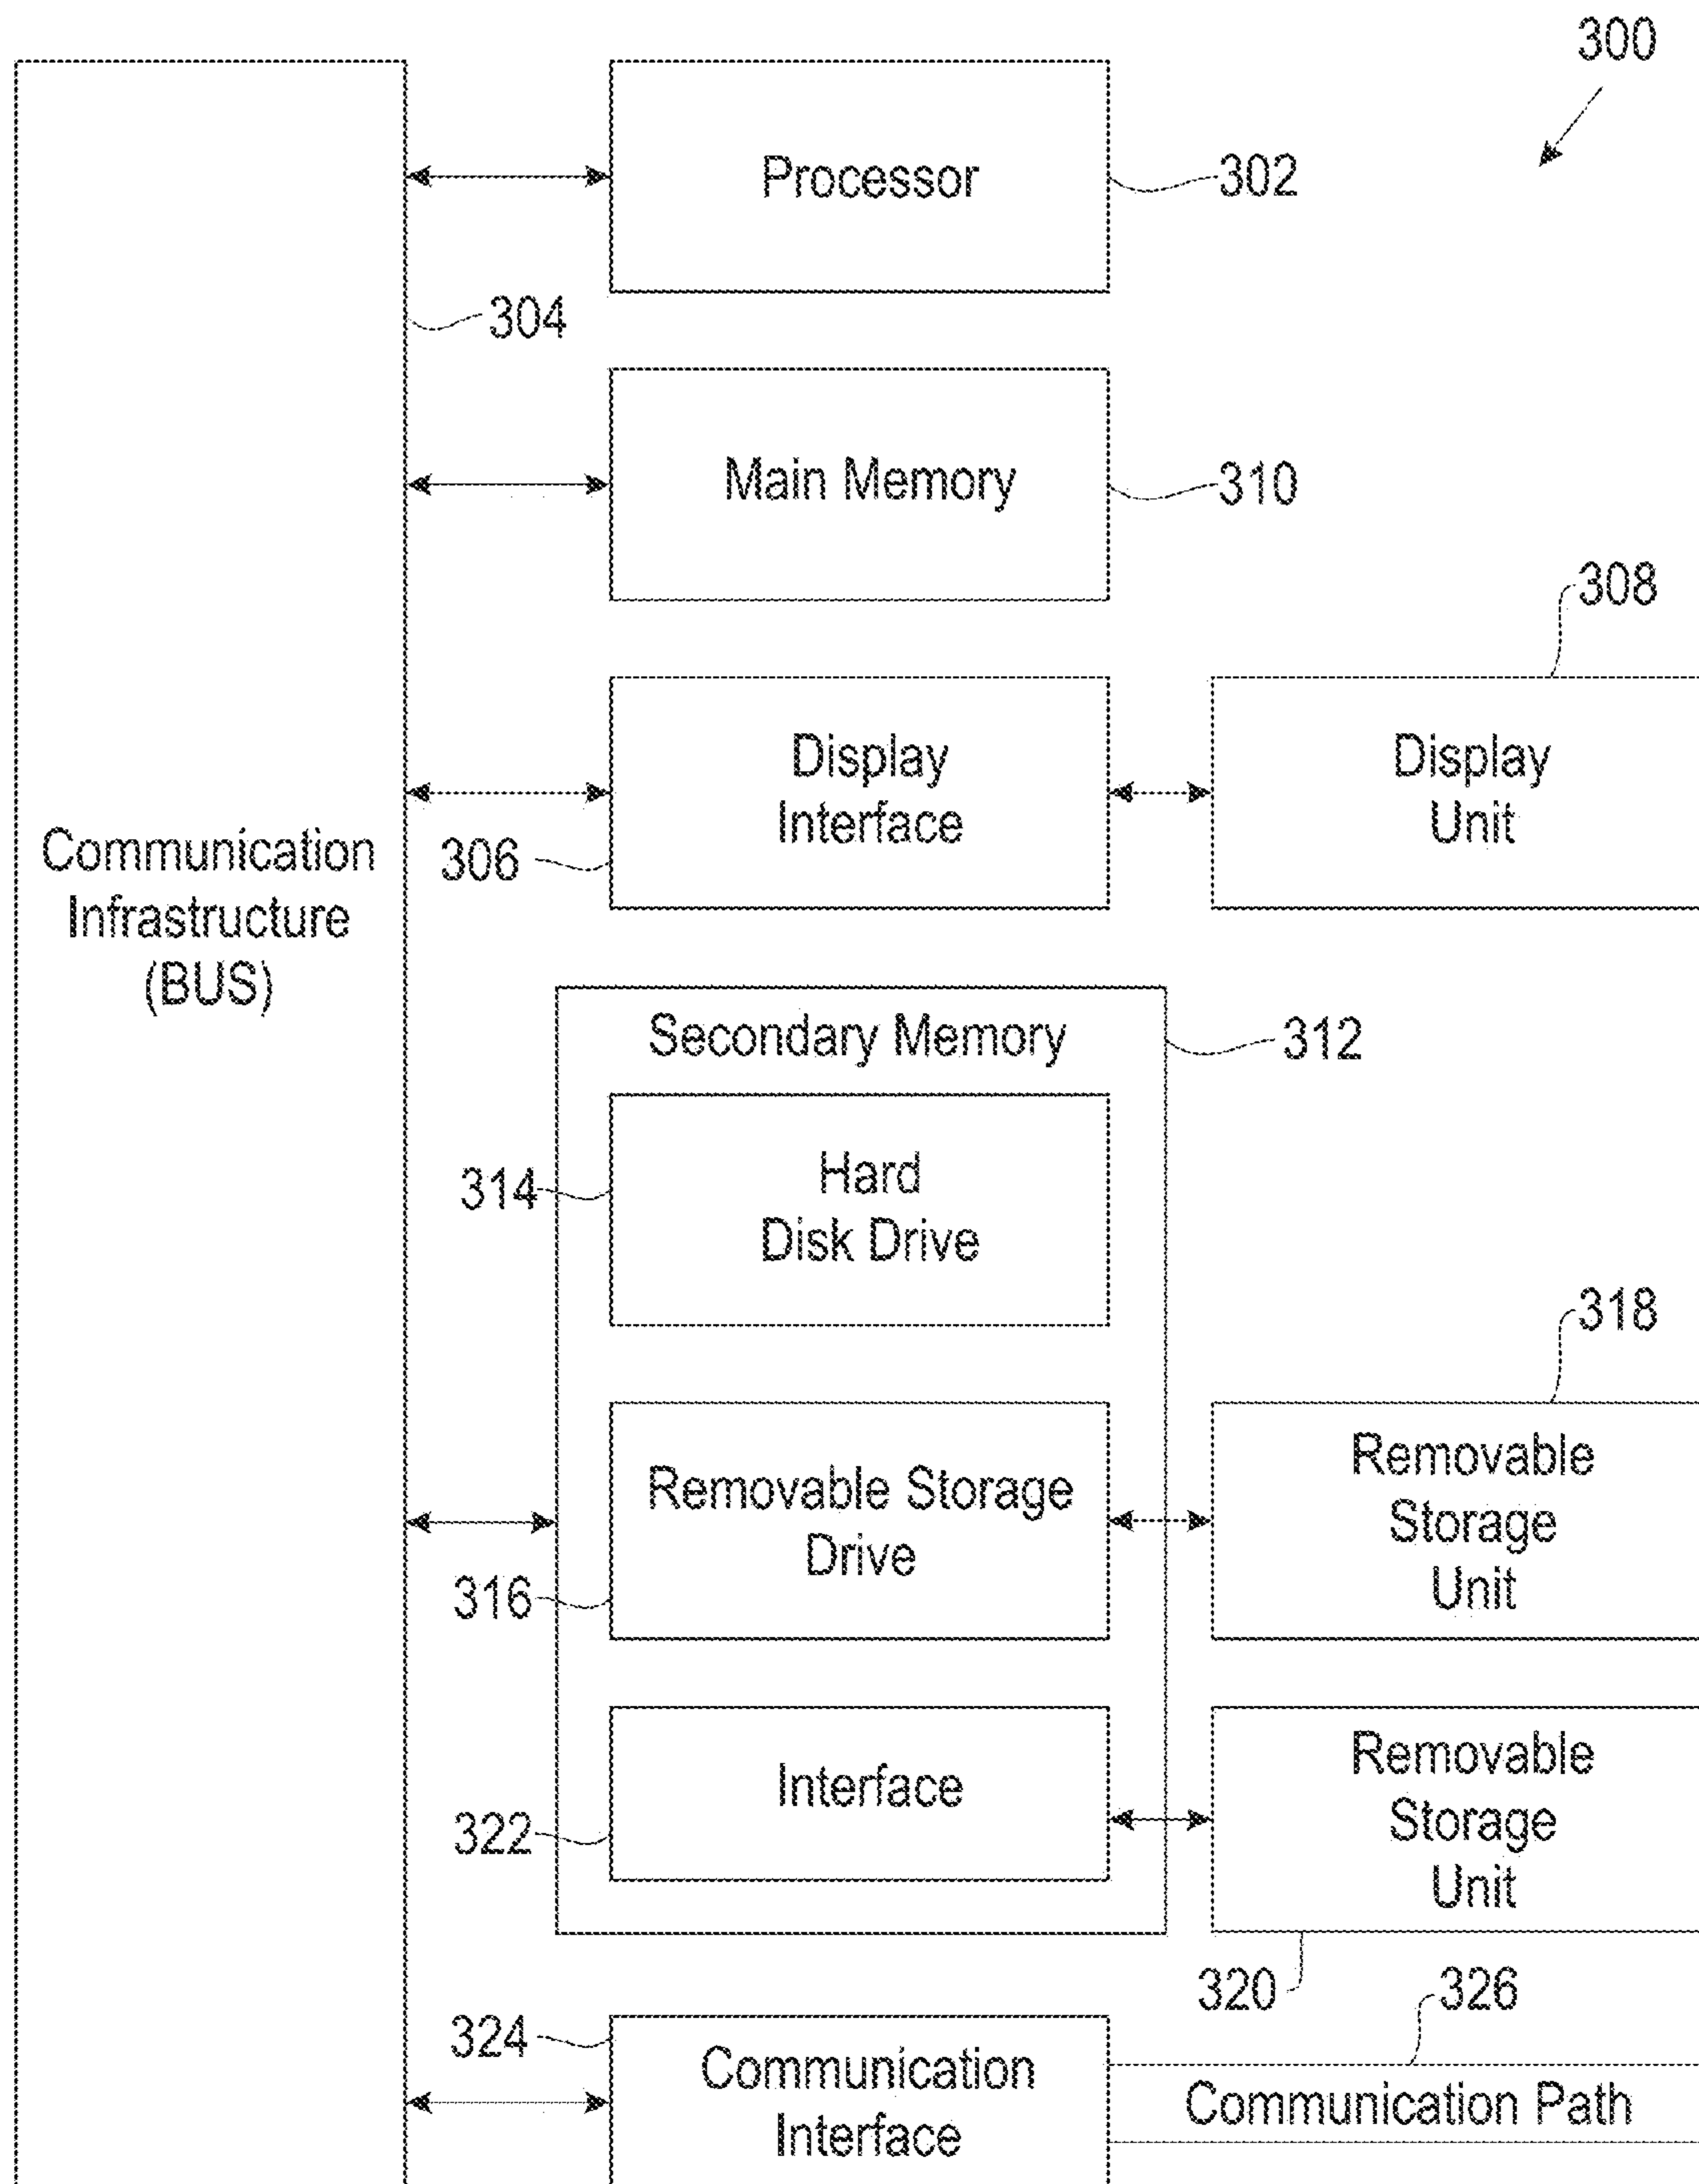 300
Processor
302
304
Main Memory
310
308
Display
Interface
306
Display
Unit
Communication
Infrastructure
(BUS)
Secondary Memory
312
Hard
Disk Drive
314
318
Removable Storage
Drive
316
Removable
Storage
Unit
Interface
322
Removable
Storage
Unit
320
326
324
Communication
Interface
Communication Path